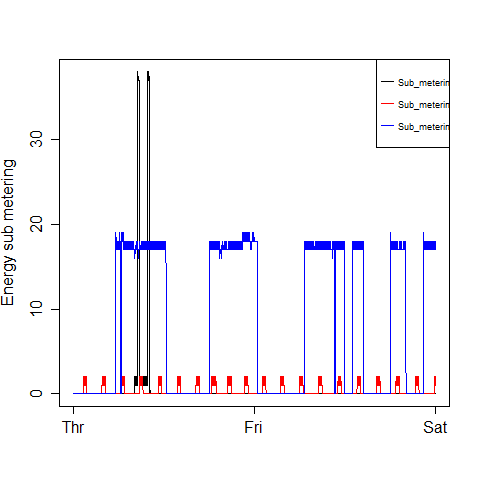 Energy sub metering
30
20
10
0
Sub_meterin
Sub_meterin
Sub_meterin
Thr Fri Sat